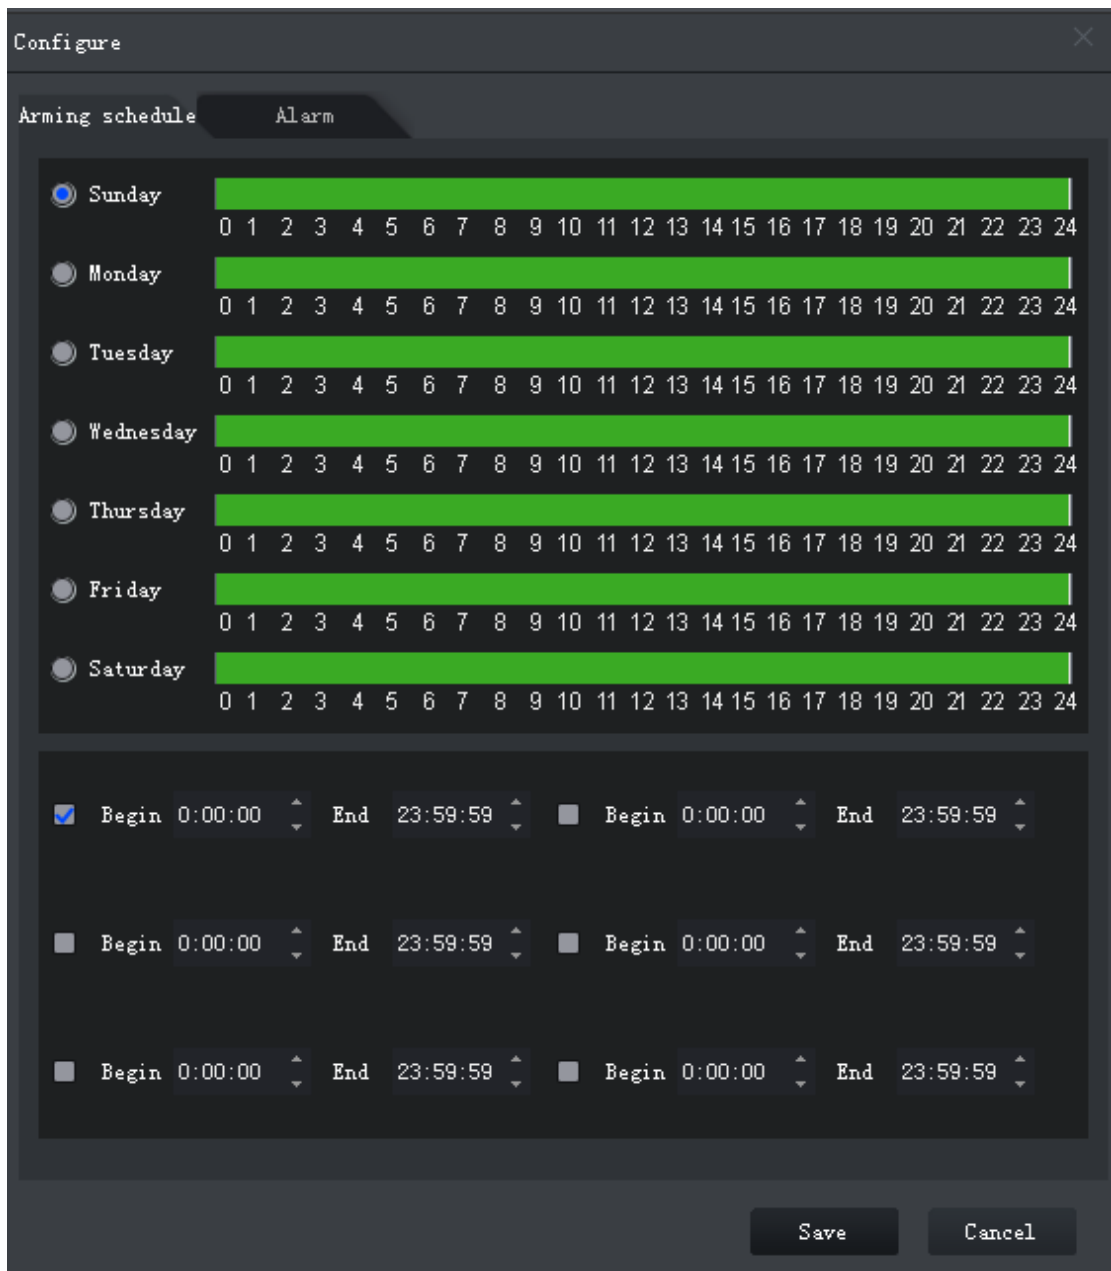 Configure
Arming schedule Alarm
Sunday
0 1 2 3 4 5 6 7 8 9 10 11 12 13 14 15 16 17 18 19 20 21 22 23 24
Monday
0 1 2 3 4 5 6 7 8 9 10 11 12 13 14 15 16 17 18 19 20 21 22 23 24
Tuesday
0 1 2 3 4 5 6 7 8 9 10 11 12 13 14 15 16 17 18 19 20 21 22 23 24
Wednesday
0 1 2 3 4 5 6 7 8 9 10 11 12 13 14 15 16 17 18 19 20 21 22 23 24
Thursday
0 1 2 3 4 5 6 7 8 9 10 11 12 13 14 15 16 17 18 19 20 21 22 23 24
Friday
0 1 2 3 4 5 6 7 8 9 10 11 12 13 14 15 16 17 18 19 20 21 22 23 24
Saturday
0 1 2 3 4 5 6 7 8 9 10 11 12 13 14 15 16 17 18 19 20 21 22 23 24
Begin 0:00:00 End 23:59:59 Begin 0:00:00 End 23:59:59
Begin 0:00:00 End 23:59:59 Begin 0:00:00 End 23:59:59
Begin 0:00:00 End 23:59:59 Begin 0:00:00 End 23:59:59
Save Cancel